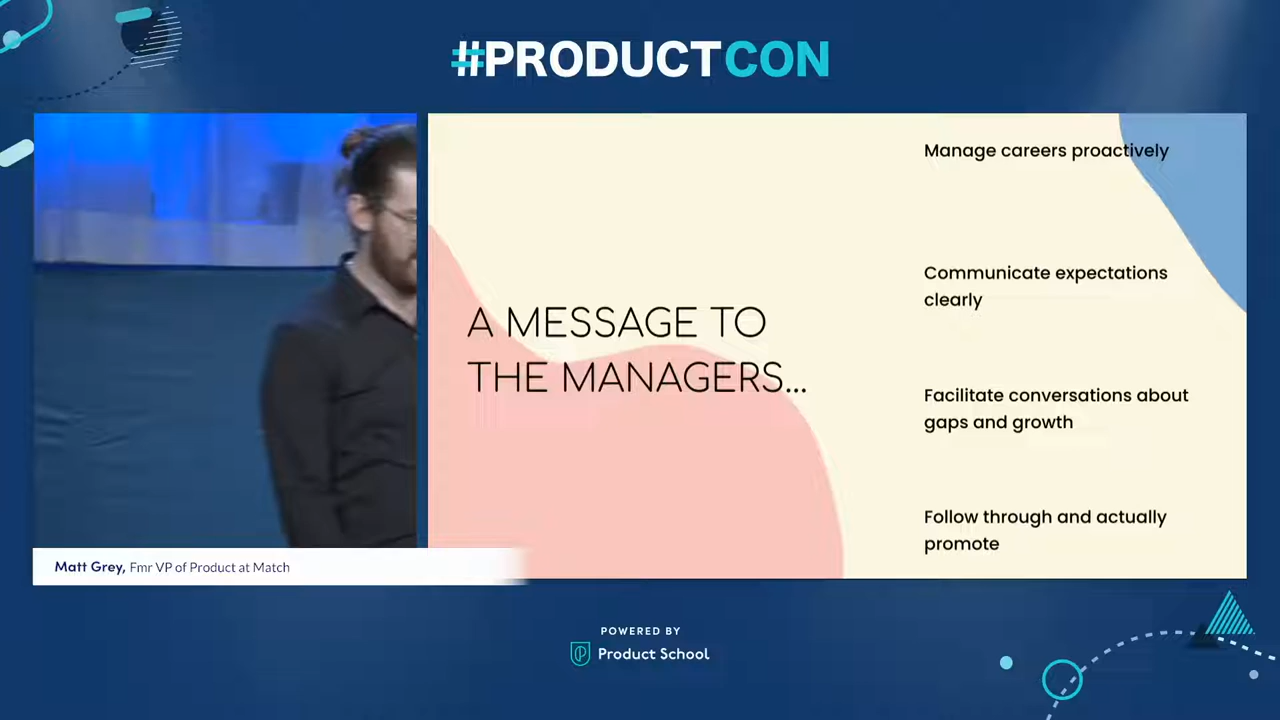 #PRODUCTCON
A MESSAGE TO
THE MANAGERS...
Manage careers proactively
Communicate expectations
clearly
Facilitate conversations about
gaps and growth
Follow through and actually
promote
Matt Grey, Fmr VP of Product at Match
POWERED BY
Product School